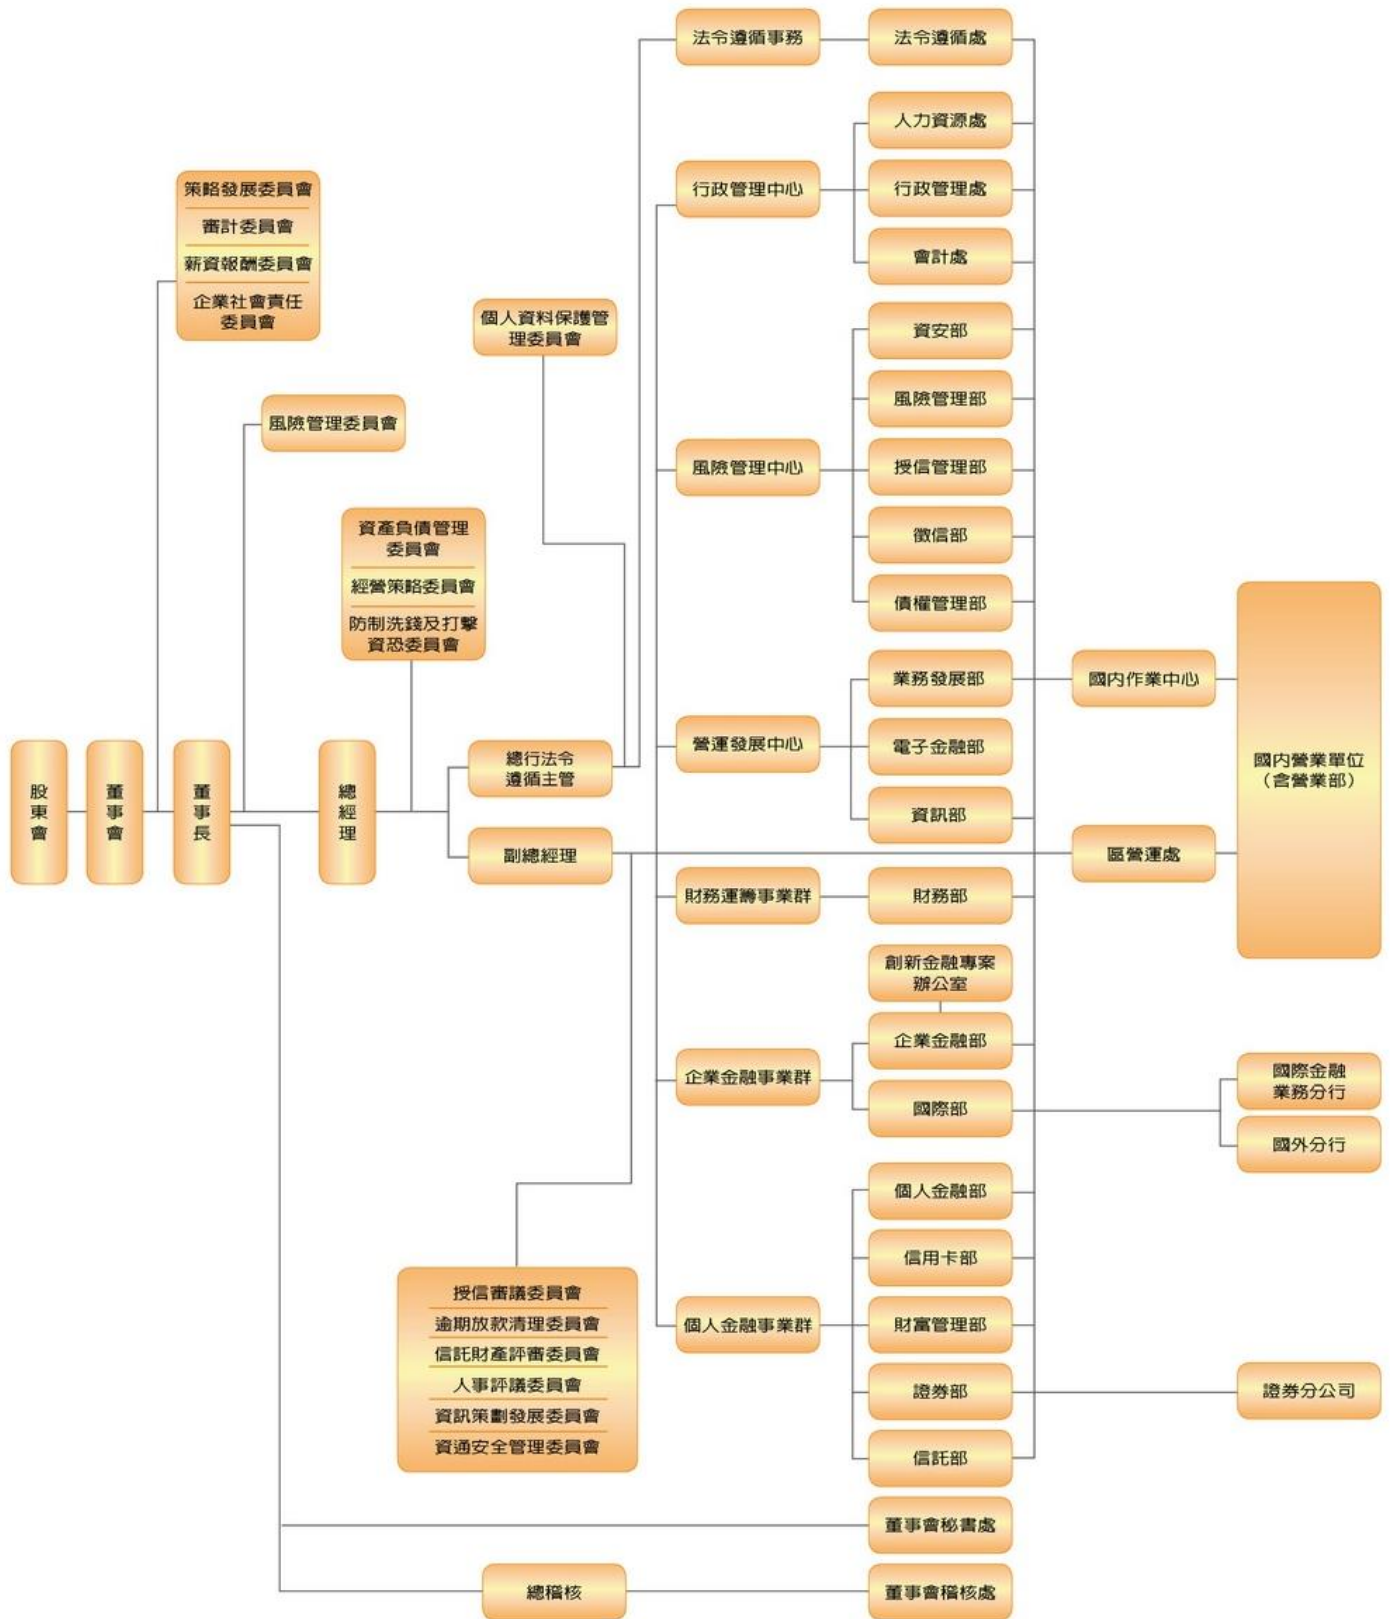 法令遵循事務
法令遵循處
人力資源處
行政管理中心
行政管理處
會計處
策略發展委員會
審計委員會
薪資報酬委員會
企業社會責任
委員會
個人資料保護管
理委員會
風險管理委員會
資安部
風險管理部
風險管理中心
授信管理部
徵信部
債權管理部
資產負債管理
委員會
經營策略委員會
防制洗錢及打擊
資恐委員會
業務發展部
營運發展中心
電子金融部
資訊部
國內作業中心
國內營業單位
(含營業部)
區營運處
股東會
董事會
董事長
總經理
總行法令
遵循主管
副總經理
財務運籌事業群
財務部
創新金融專案
辦公室
企業金融事業群
企業金融部
國際部
國際金融
業務分行
國外分行
個人金融部
信用卡部
個人金融事業群
財富管理部
證券部
證券分公司
信託部
授信審議委員會
逾期放款清理委員會
信託財產評審委員會
人事評議委員會
資訊策劃發展委員會
資通安全管理委員會
董事會秘書處
總稽核
董事會稽核處